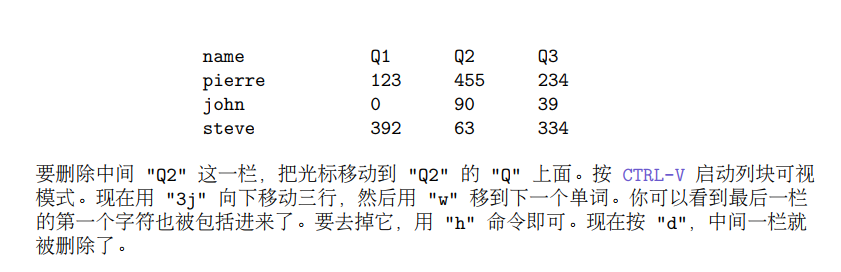 name Q1 Q2 Q3
pierre 123 455 234
john 0 90 39
steve 392 63 334
要删除中间 "Q2" 这一栏，把光标移动到 "Q2" 的 "Q" 上面。按 CTRL-V 启动列块可视
模式。现在用 "3j" 向下移动三行，然后用 "w" 移到下一个单词。你可以看到最后一栏
的第一个字符也被包括进来了。要去掉它，用 "h" 命令即可。现在按 "d"，中间一栏就
被删除了。